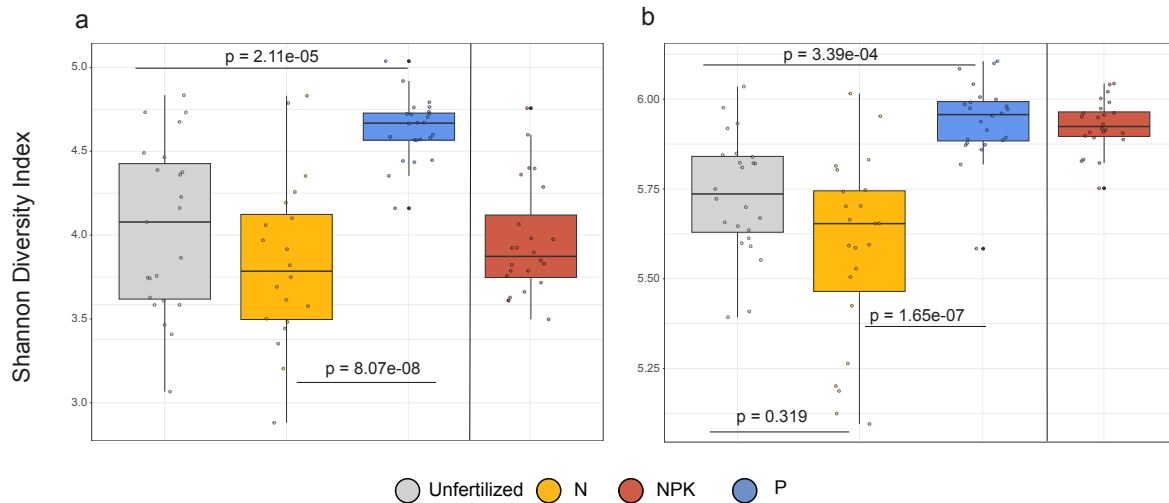 a
b
p = 2.11e-05
p = 3.39e-04
5.0
4.5
4.0
3.5
3.0
p = 8.07e-08
6.00
5.75
5.50
5.25
p = 1.65e-07
p = 0.319
Shannon Diversity Index
Unfertilized N NPK P